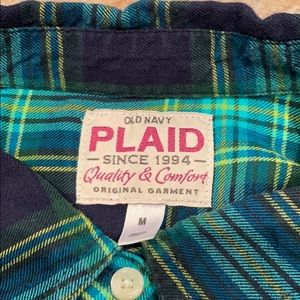 OLD NAVY
PLAID
- SINCE 1994 -
Quality & Comfort
ORIGINAL GARMENT
M